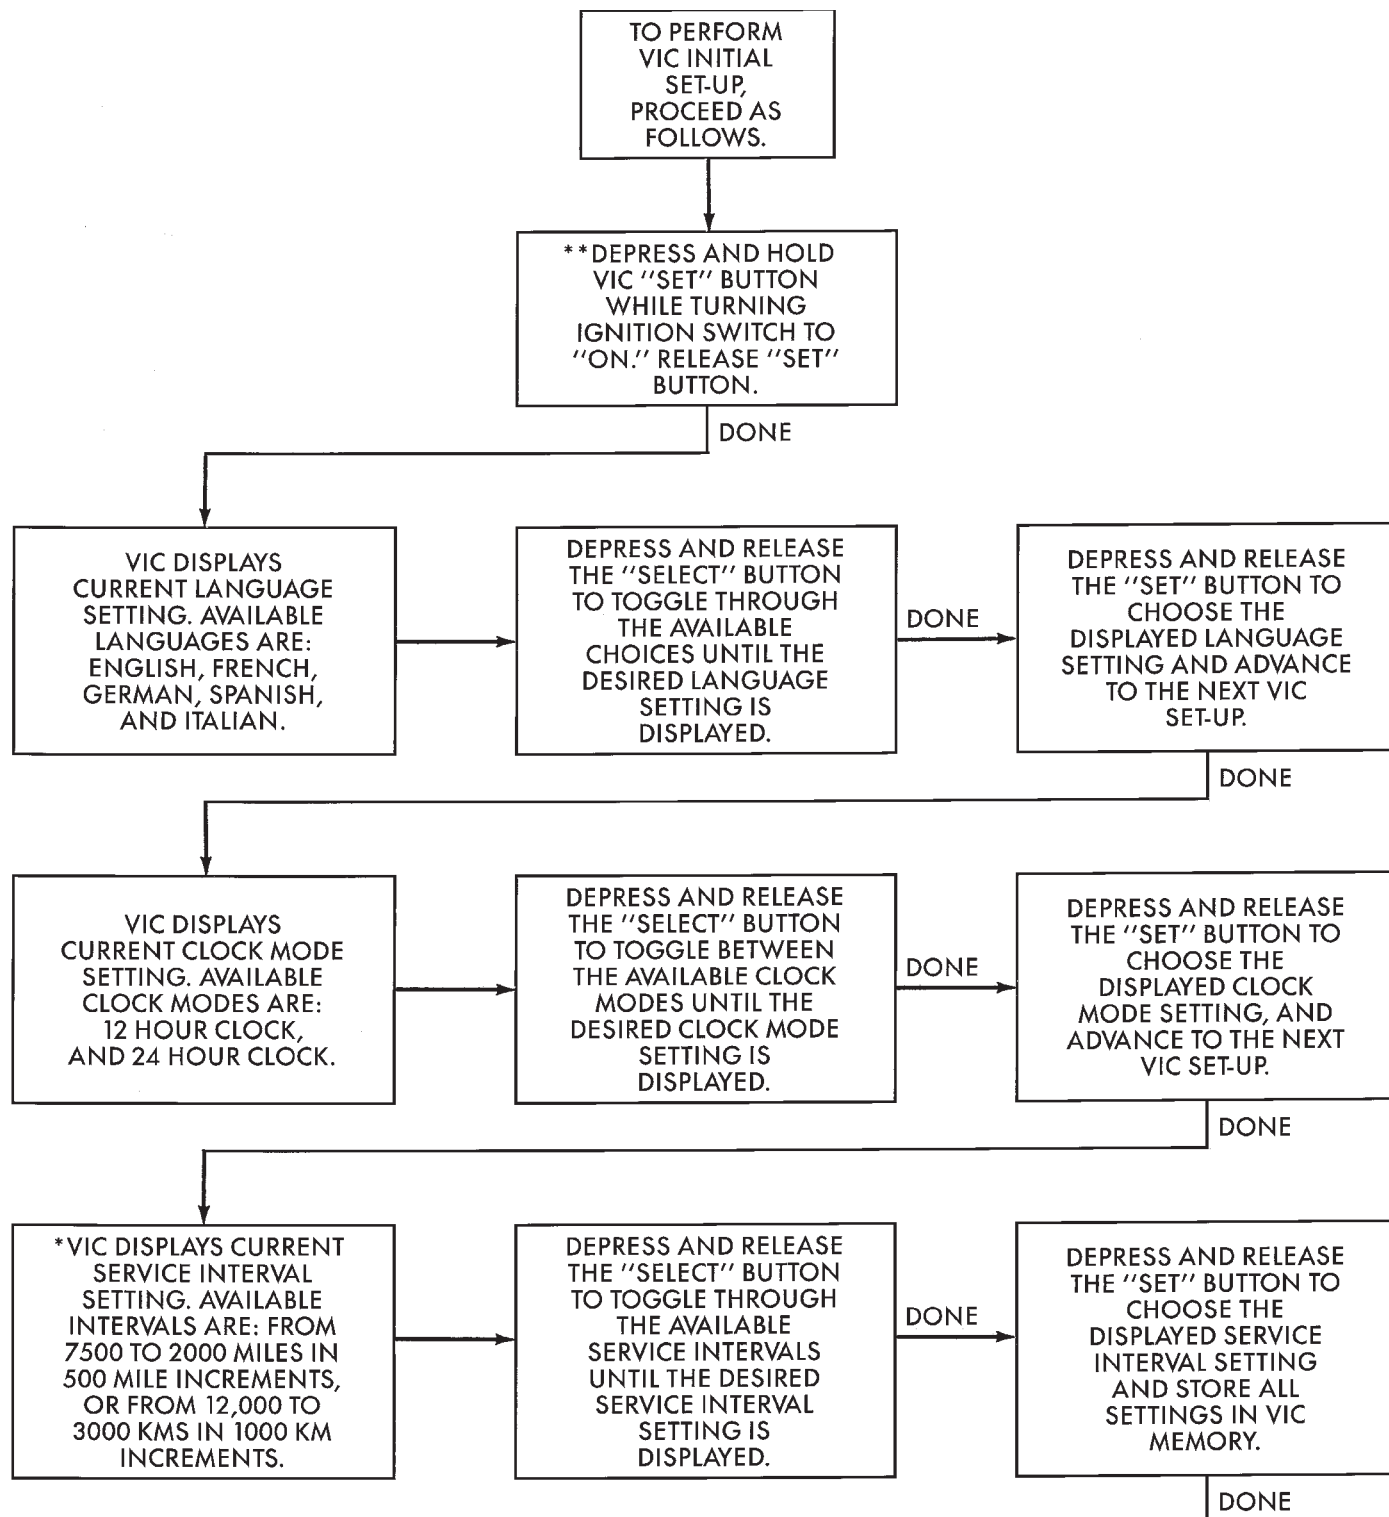 TO PERFORM
VIC INITIAL
SET-UP,
PROCEED AS
FOLLOWS.
**DEPRESS AND HOLD
VIC "SET" BUTTON
WHILE TURNING
IGNITION SWITCH TO
"ON." RELEASE "SET"
BUTTON.
DONE
VIC DISPLAYS
CURRENT LANGUAGE
SETTING. AVAILABLE
LANGUAGES ARE:
ENGLISH, FRENCH,
GERMAN, SPANISH,
AND ITALIAN.
DEPRESS AND RELEASE
THE "SELECT" BUTTON
TO TOGGLE THROUGH
THE AVAILABLE
CHOICES UNTIL THE
DESIRED LANGUAGE
SETTING IS
DISPLAYED.
DONE
DEPRESS AND RELEASE
THE "SET" BUTTON TO
CHOOSE THE
DISPLAYED LANGUAGE
SETTING AND ADVANCE
TO THE NEXT VIC
SET-UP.
DONE
VIC DISPLAYS
CURRENT CLOCK MODE
SETTING. AVAILABLE
CLOCK MODES ARE:
12 HOUR CLOCK,
AND 24 HOUR CLOCK.
DEPRESS AND RELEASE
THE "SELECT" BUTTON
TO TOGGLE BETWEEN
THE AVAILABLE CLOCK
MODES UNTIL THE
DESIRED CLOCK MODE
SETTING IS
DISPLAYED.
DONE
DEPRESS AND RELEASE
THE "SET" BUTTON TO
CHOOSE THE
DISPLAYED CLOCK
MODE SETTING, AND
ADVANCE TO THE NEXT
VIC SET-UP.
DONE
*VIC DISPLAYS CURRENT
SERVICE INTERVAL
SETTING. AVAILABLE
INTERVALS ARE: FROM
7500 TO 2000 MILES IN
500 MILE INCREMENTS,
OR FROM 12,000 TO
3000 KMS IN 1000 KM
INCREMENTS.
DEPRESS AND RELEASE
THE "SELECT" BUTTON
TO TOGGLE THROUGH
THE AVAILABLE
SERVICE INTERVALS
UNTIL THE DESIRED
SERVICE INTERVAL
SETTING IS
DISPLAYED.
DONE
DEPRESS AND RELEASE
THE "SET" BUTTON TO
CHOOSE THE
DISPLAYED SERVICE
INTERVAL SETTING
AND STORE ALL
SETTINGS IN VIC
MEMORY.
DONE